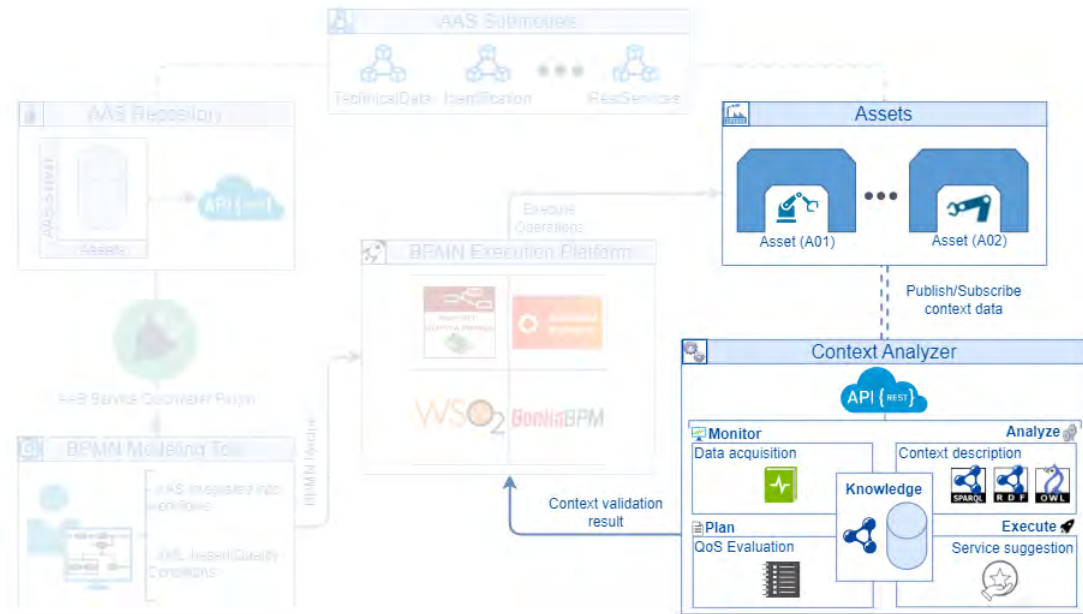 AAS Submodels
TechnicalData Identification RestServices
AAS Repository
AAS Server
Assets
API {REST}
Execute
Operations
Assets
Asset (A01)
Asset (A02)
Publish/Subscribe
context data
BPMN Execution Platform
WSO2
BonitaBPM
AAS Service Discoverer Plugin
BPMN Modeling Tool
AAS integrated into
workflows
XML based Quality
Conditions
Context validation
result
Context Analyzer
API {REST}
Monitor
Data acquisition
Analyze
Context description
SPARQL RDF OWL
Knowledge
Plan
QoS Evaluation
Execute
Service suggestion